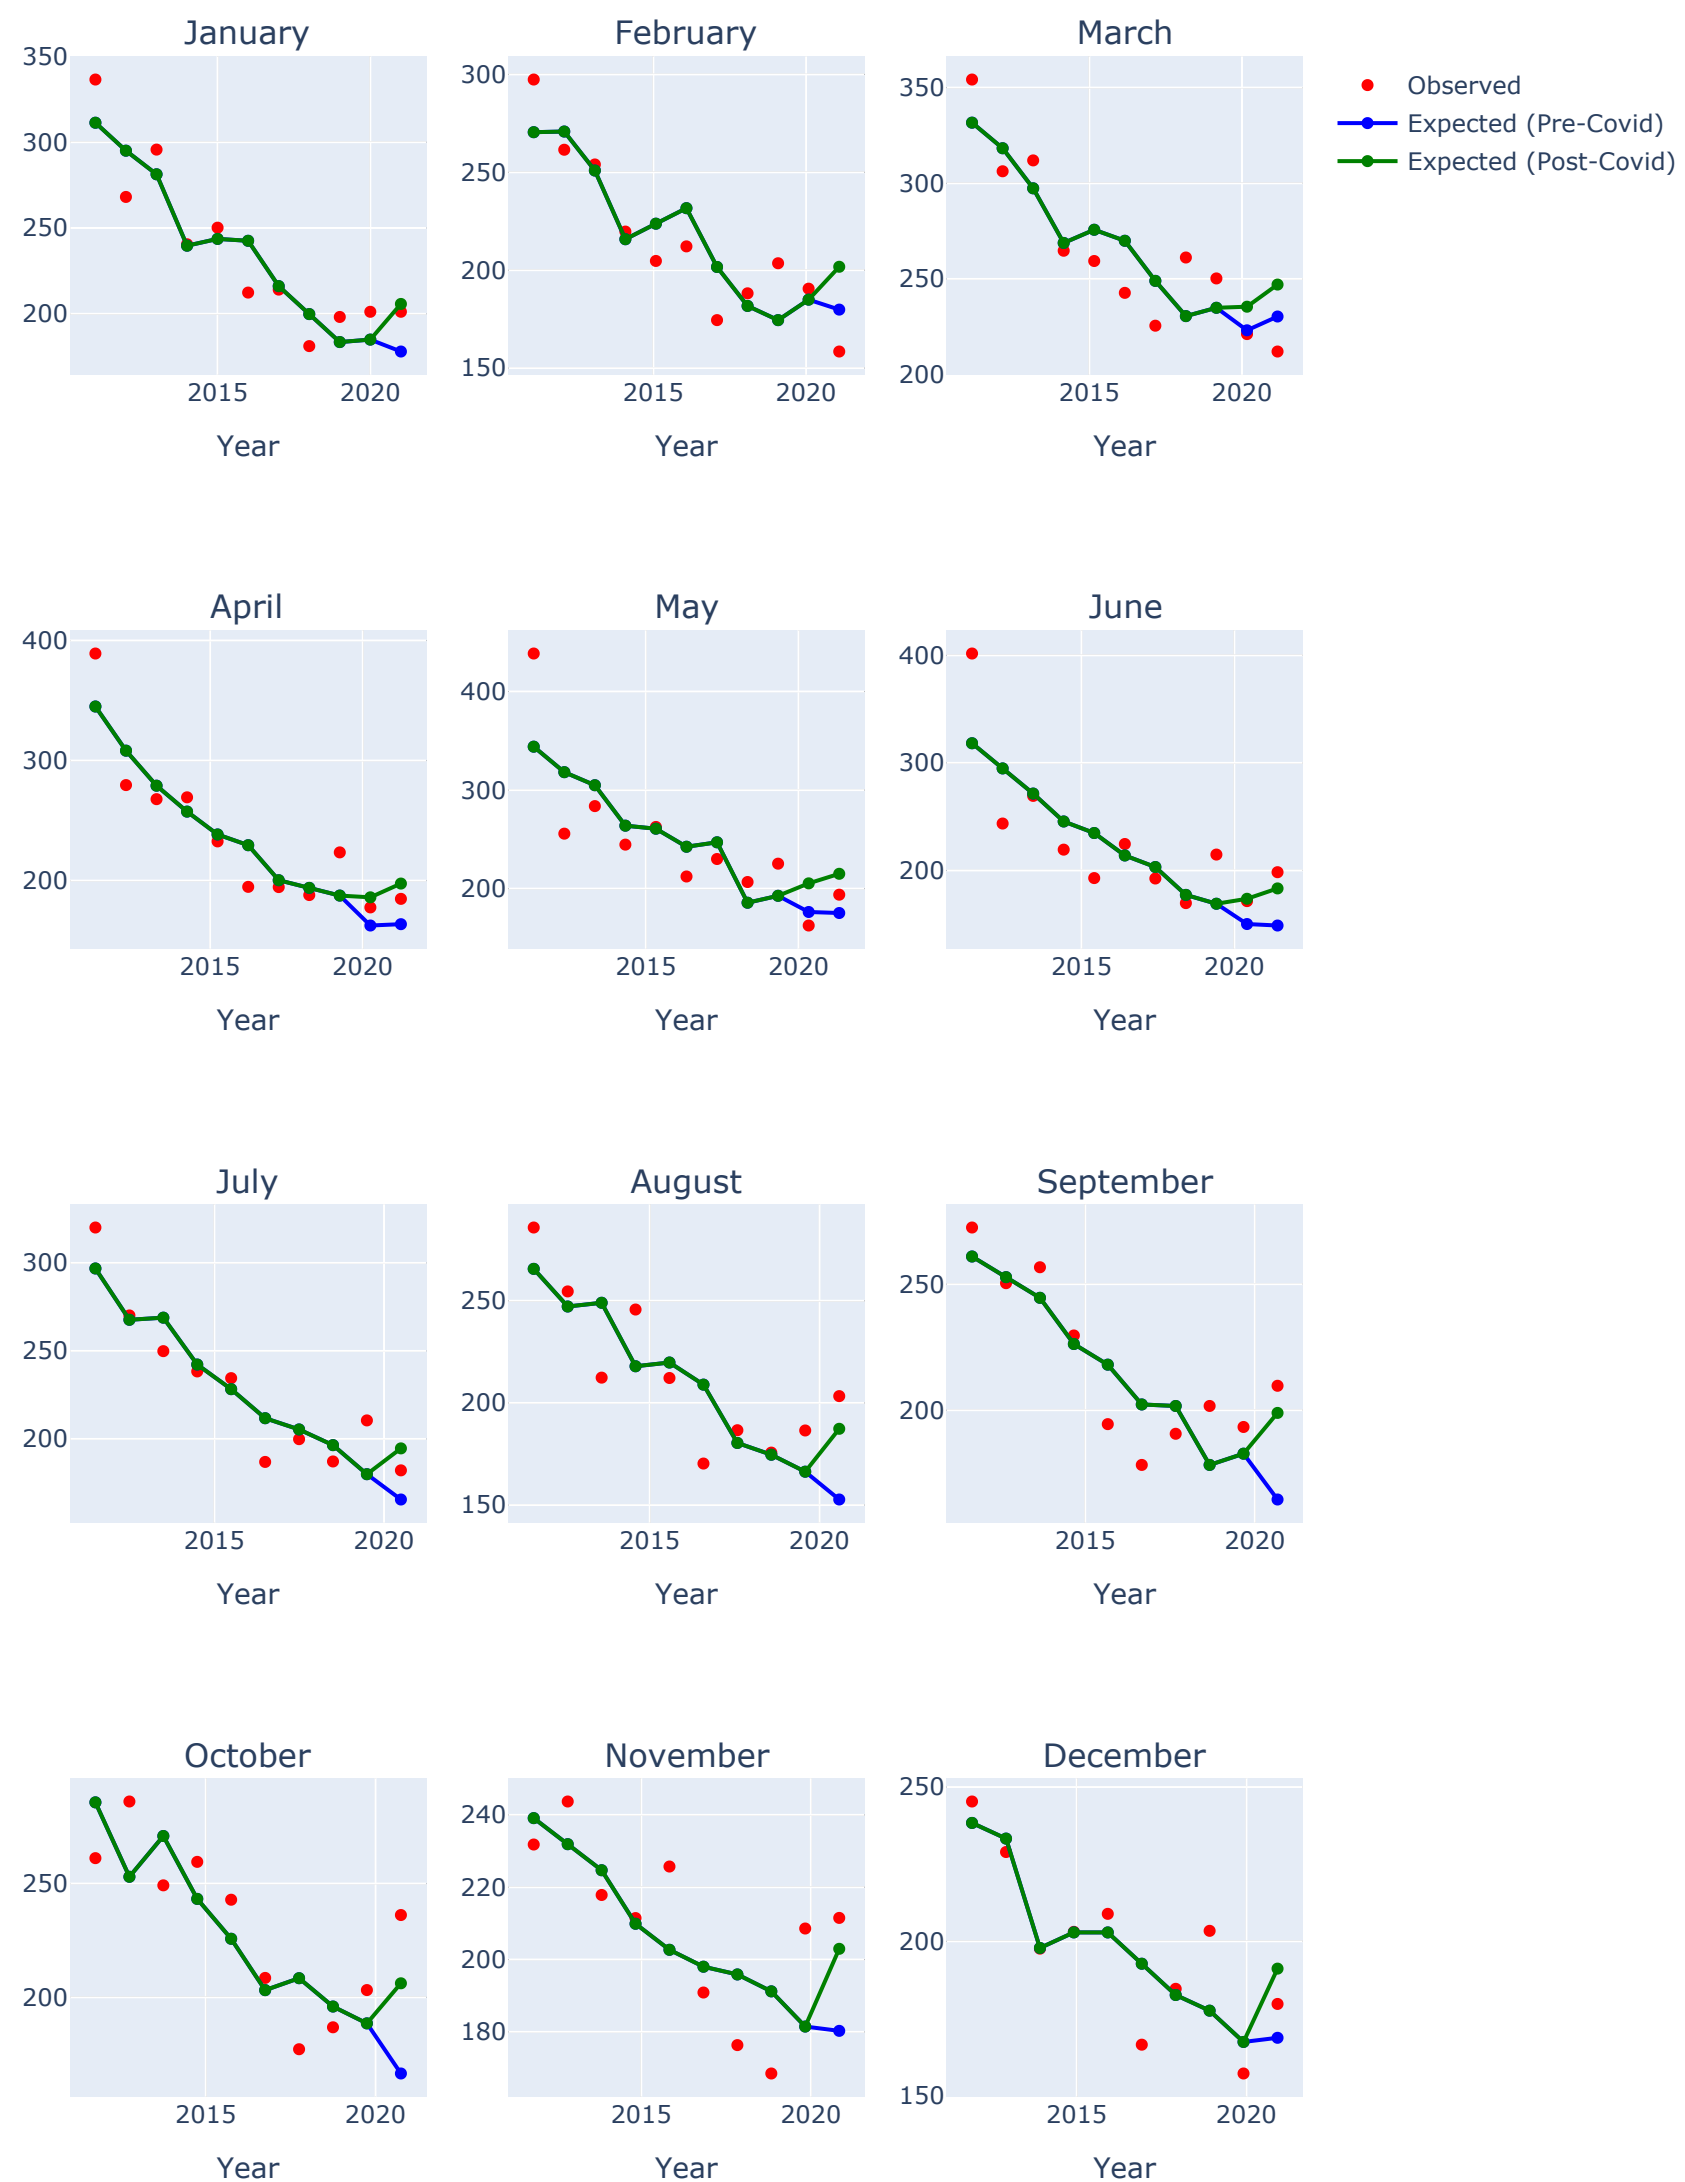 January February March
350
300
250
200
2015 2020
Year
300
250
200
150
2015 2020
Year
350
300
250
200
2015 2020
Year
Observed
Expected (Pre-Covid)
Expected (Post-Covid)
April May June
400
300
200
2015 2020
Year
400
300
200
2015 2020
Year
400
300
200
2015 2020
Year
July August September
300
250
200
2015 2020
Year
250
200
150
2015 2020
Year
250
200
2015 2020
Year
October November December
250
200
2015 2020
Year
240
220
200
180
2015 2020
Year
250
200
150
2015 2020
Year